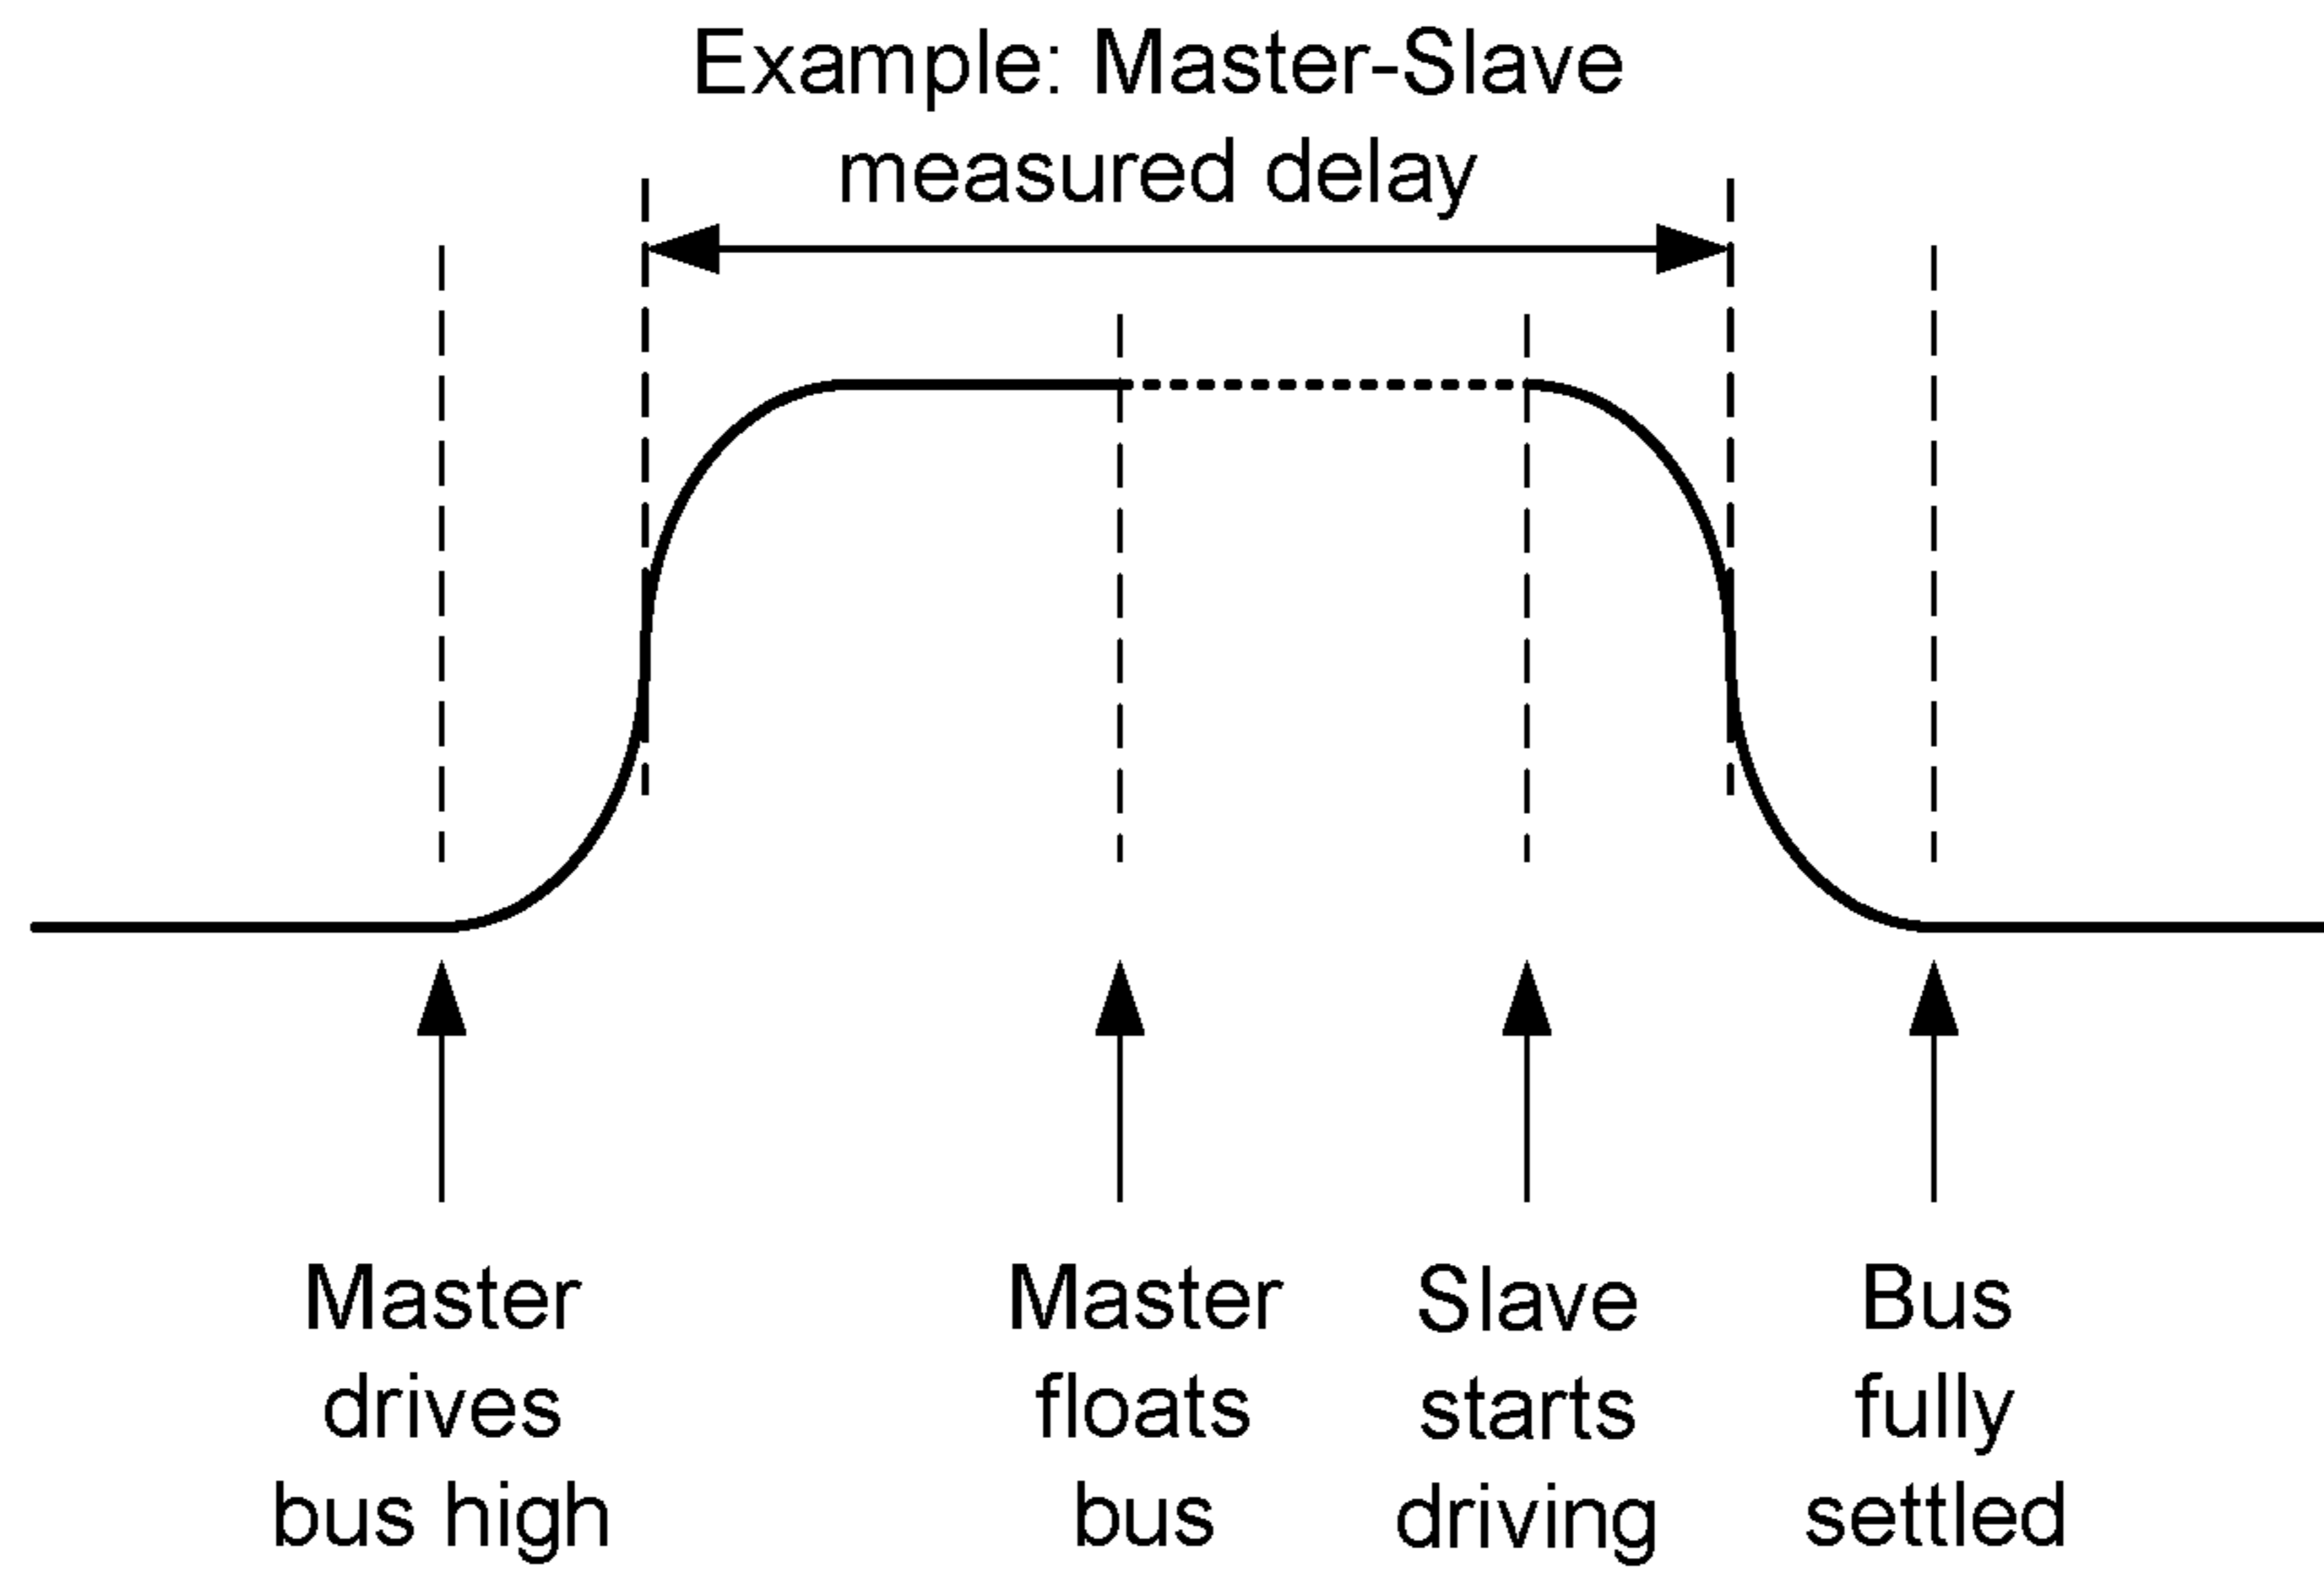 Example: Master-Slave
measured delay
Master
drives
bus high
Master
floats
bus
Slave
starts
driving
Bus
fully
settled